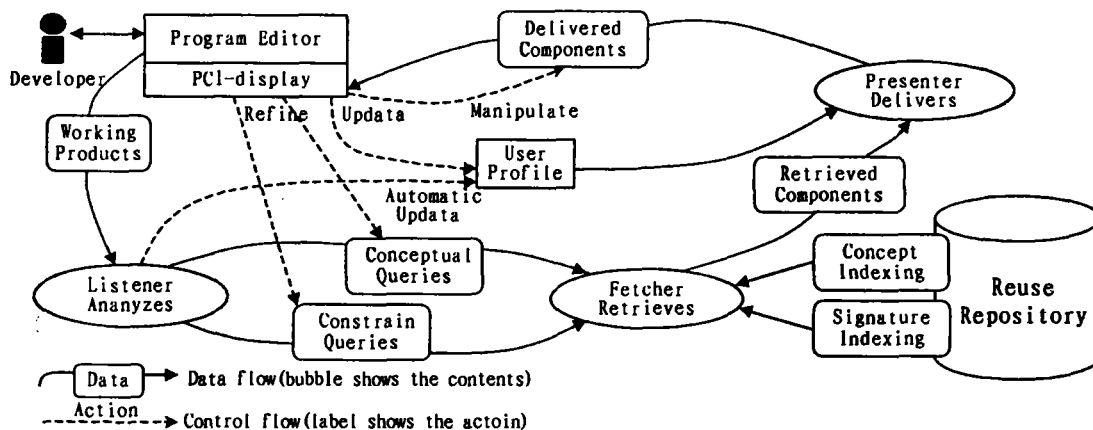 Program Editor
PCI-display
Developer
Delivered
Components
Presenter
Delivers
Refine
Updata
Manipulate
Working
Products
User
Profile
Retrieved
Components
Automatic
Updata
Conceptual
Queries
Concept
Indexing
Listener
Ananyzes
Fetcher
Retrieves
Reuse
Repository
Constrain
Queries
Signature
Indexing
Data
Data flow(bubble shows the contents)
Action
Control flow(label shows the actoin)